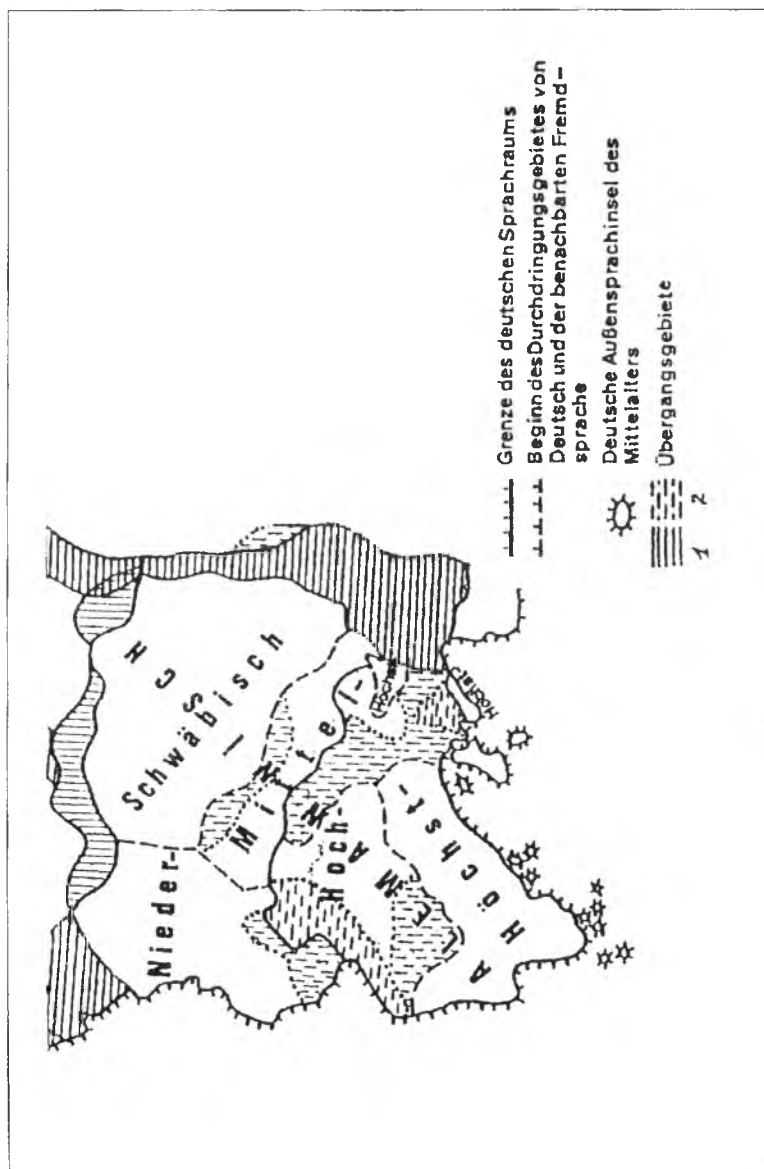 Nieder-
Schwäbisch
Mittel-
Hoch-
Höchst-
ALEMANNISCH
Höchst
Grenze des deutschen Sprachraums
Beginn des Durchdringungsgebietes von
Deutsch und der benachbarten Fremd-
sprache
Deutsche Außensprachinsel des
Mittelalters
Übergangsgebiete
1 2